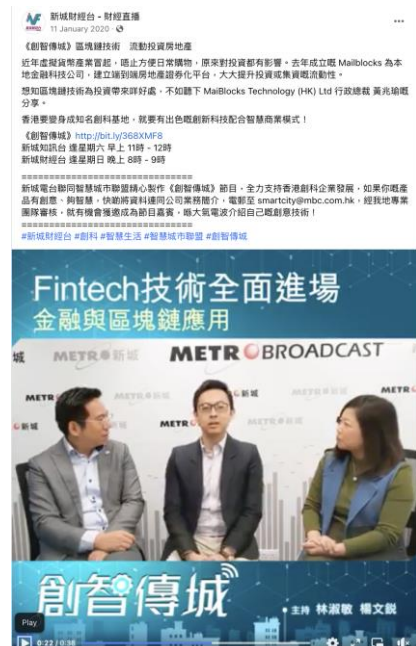 新城財經台 - 財經直播
11 January 2020
《創智傳城》區塊鏈技術 流動投資房地產
近年虛擬貨幣產業冒起，唔止方便日常購物，原來對投資都有影響。去年成立嘅 Mailblocks 為本
地金融科技公司，建立端到端房地產證券化平台，大大提升投資或集資嘅流動性。
想知區塊鏈技術為投資帶來咩好處，不如聽下 MaiBlocks Technology (HK) Ltd 行政總裁 黃兆瑜嘅
分享。
香港要變身成知名創科基地，就要有出色嘅創新科技配合智慧商業模式！
《創智傳城》http://bit.ly/368XMF8
新城知訊台 逢星期六 早上 11時 - 12時
新城財經台 逢星期日 晚上 8時 - 9時
===============================
新城電台聯同智慧城市聯盟精心製作《創智傳城》節目，全力支持香港創科企業發展，如果你嘅產
品有創意、夠智慧，快啲將資料連同公司業務簡介，電郵至 smartcity@mbc.com.hk，經我地專業
團隊審核，就有機會獲邀成為節目嘉賓，喺大氣電波介紹自己嘅創意技術！
===============================
#新城財經台 #創科 #智慧生活 #智慧城市聯盟 #創智傳城
Fintech技術全面進場
金融與區塊鏈應用
城 METRO 新城 METRO BROADCAST
創智傳城
主持 林淑敏 楊文銳
Play
0:22 / 0:38